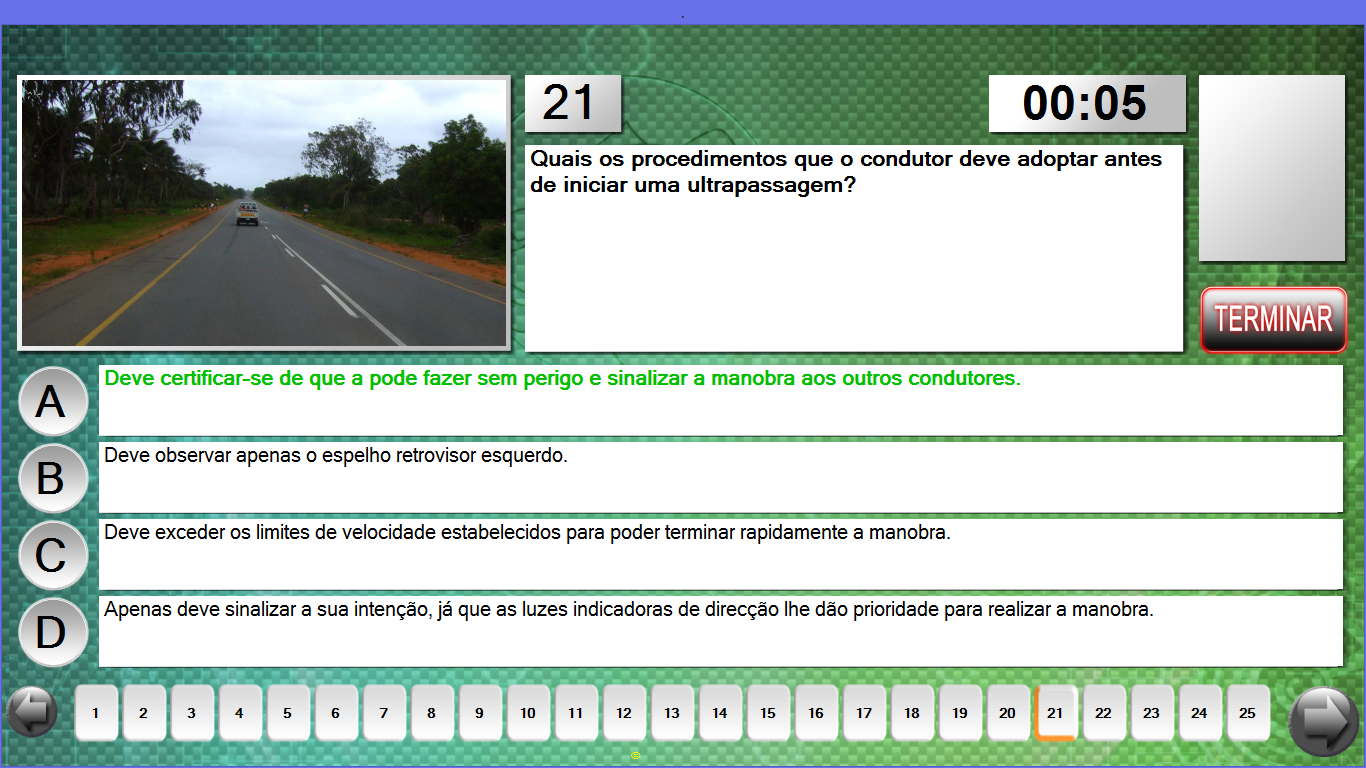 21
00:05
Quais os procedimentos que o condutor deve adoptar antes
de iniciar uma ultrapassagem?
TERMINAR
A
Deve certificar-se de que a pode fazer sem perigo e sinalizar a manobra aos outros condutores.
B
Deve observar apenas o espelho retrovisor esquerdo.
C
Deve exceder os limites de velocidade estabelecidos para poder terminar rapidamente a manobra.
D
Apenas deve sinalizar a sua intenção, já que as luzes indicadoras de direcção lhe dão prioridade para realizar a manobra.
1 2 3 4 5 6 7 8 9 10 11 12 13 14 15 16 17 18 19 20 21 22 23 24 25